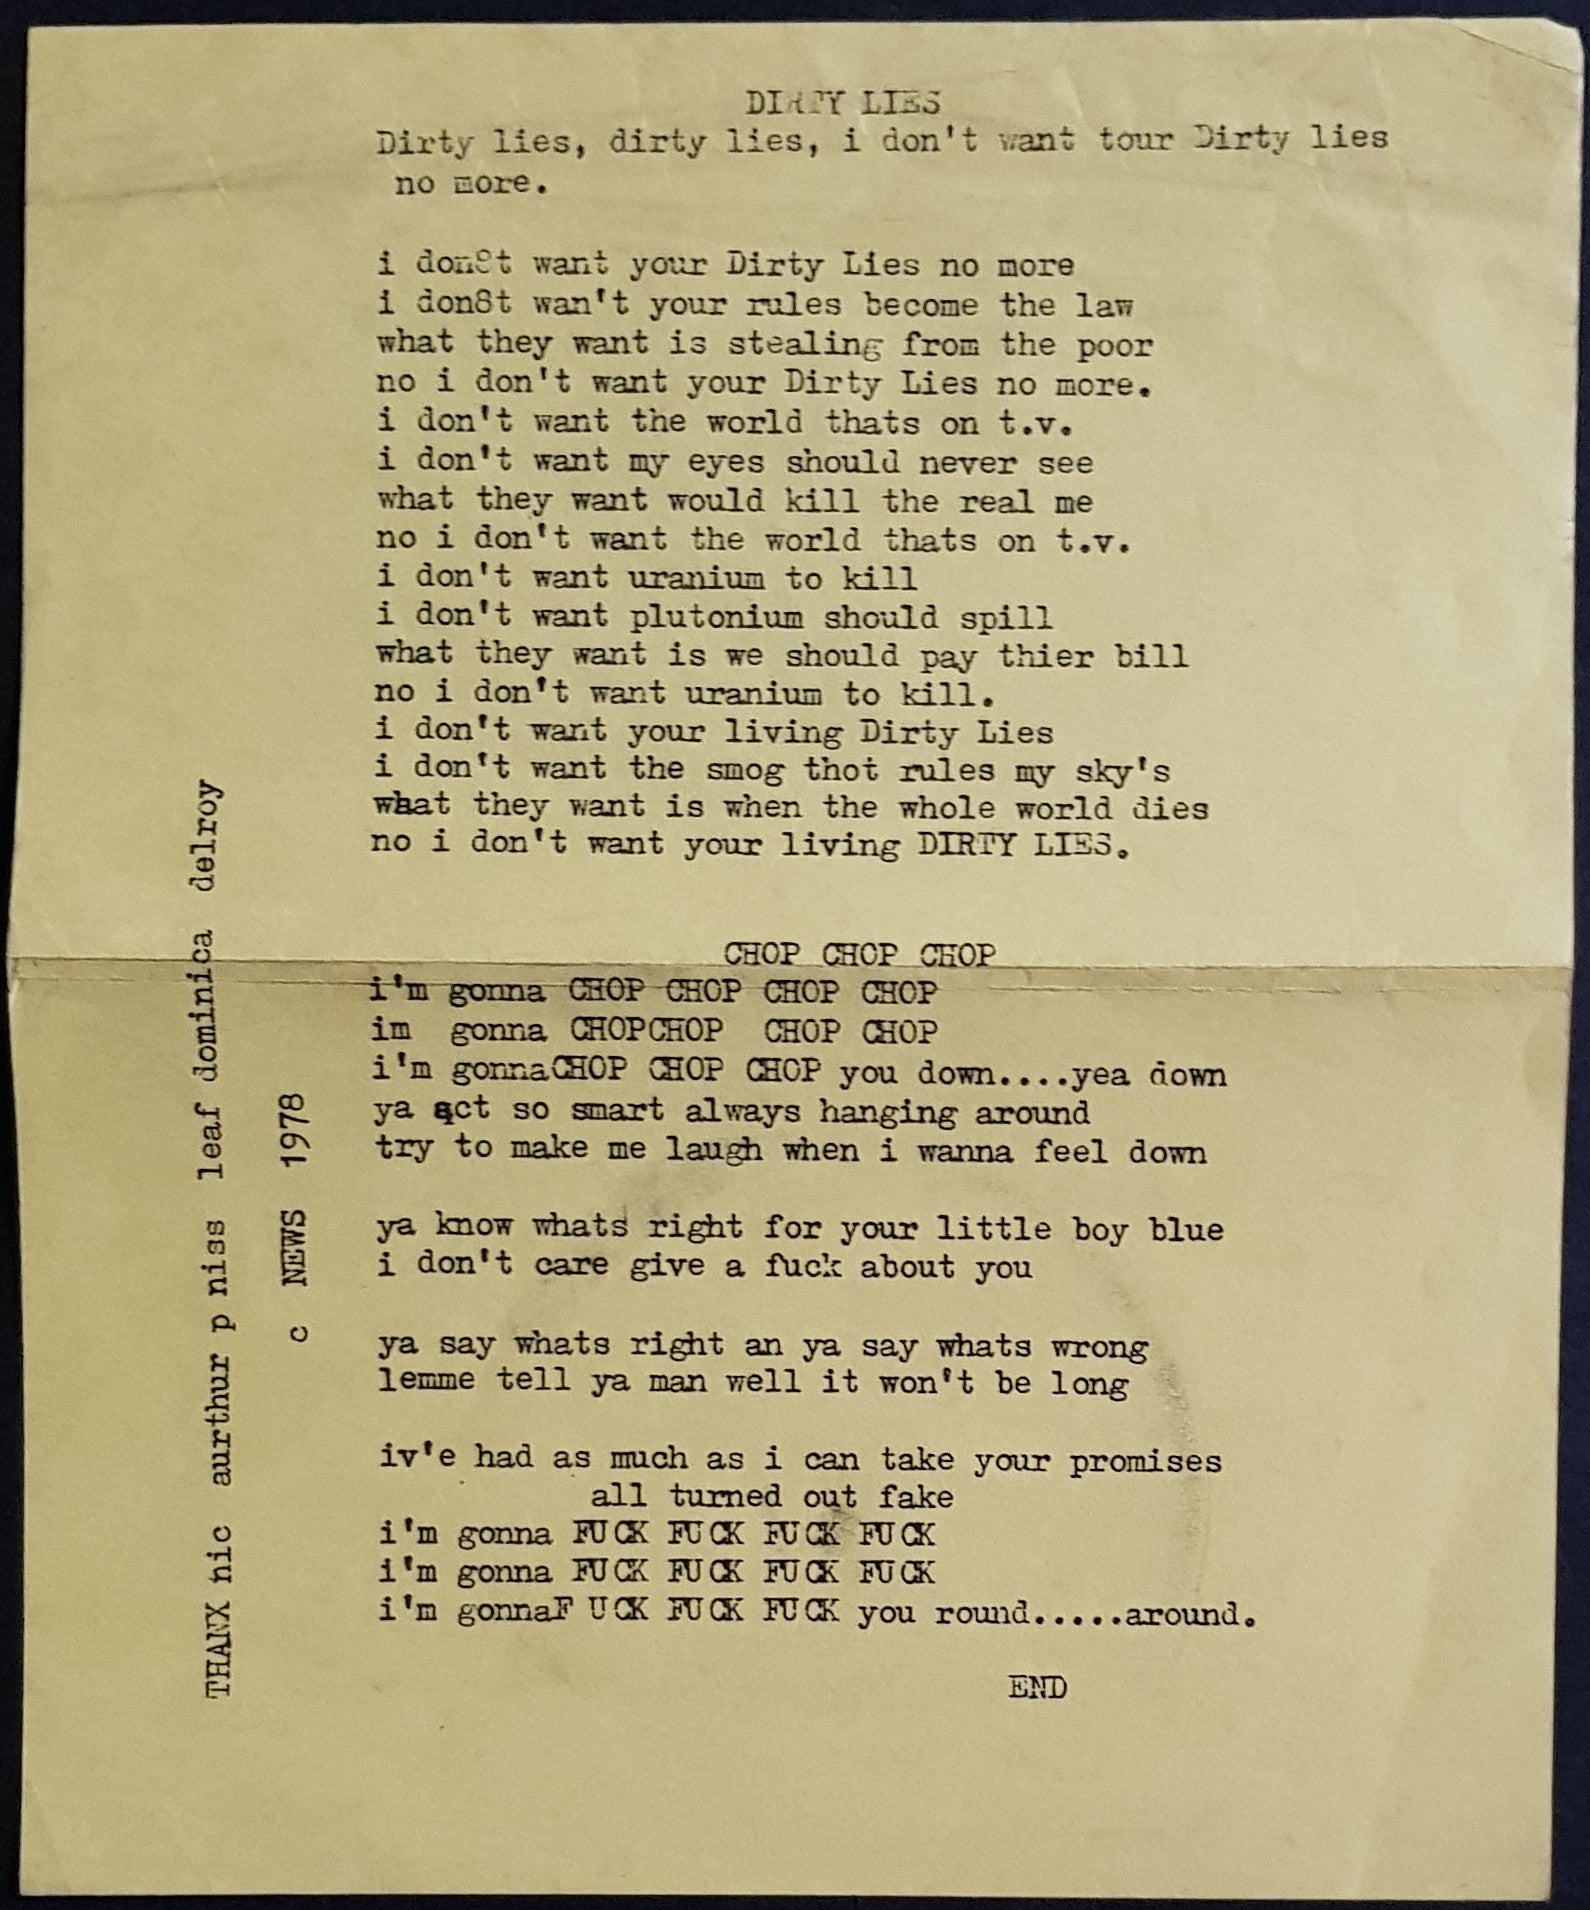 DIRTY LIES
Dirty lies, dirty lies, i don't want tour Dirty lies
no more.
i don8t want your Dirty Lies no more
i don8t wan't your rules become the law
what they want is stealing from the poor
no i don't want your Dirty Lies no more.
i don't want the world thats on t.v.
i don't want my eyes should never see
what they want would kill the real me
no i don't want the world thats on t.v.
i don't want uranium to kill
i don't want plutonium should spill
what they want is we should pay thier bill
no i don't want uranium to kill.
i don't want your living Dirty Lies
i don't want the smog thot rules my sky's
what they want is when the whole world dies
no i don't want your living DIRTY LIES.
CHOP CHOP CHOP
i'm gonna CHOP CHOP CHOP CHOP
im  gonna CHOPCHOP  CHOP CHOP
i'm gonnaCHOP CHOP CHOP you down....yea down
ya act so smart always hanging around
try to make me laugh when i wanna feel down
ya know whats right for your little boy blue
i don't care give a fuck about you
ya say whats right an ya say whats wrong
lemme tell ya man well it won't be long
iv'e had as much as i can take your promises
all turned out fake
i'm gonna FUCK FUCK FUCK FUCK
i'm gonna FUCK FUCK FUCK FUCK
i'm gonnaF UCK FUCK FUCK you round.....around.
END
THANX nic  aurthur p niss  leaf dominica  delroy
c  NEWS  1978